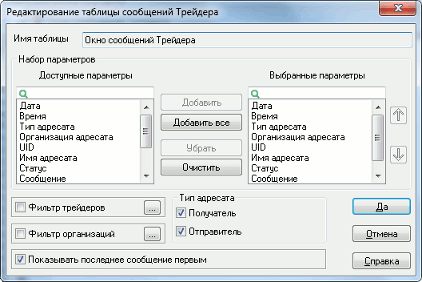 Редактирование таблицы сообщений Трейдера
Имя таблицы
Окно сообщений Трейдера
Набор параметров
Доступные параметры
Выбранные параметры
Дата
Время
Тип адресата
Организация адресата
UID
Имя адресата
Статус
Сообщение
Добавить
Добавить все
Убрать
Очистить
Дата
Время
Тип адресата
Организация адресата
UID
Имя адресата
Статус
Сообщение
Фильтр трейдеров
...
Фильтр организаций
...
Тип адресата
Получатель
Отправитель
Показывать последнее сообщение первым
Да
Отмена
Справка